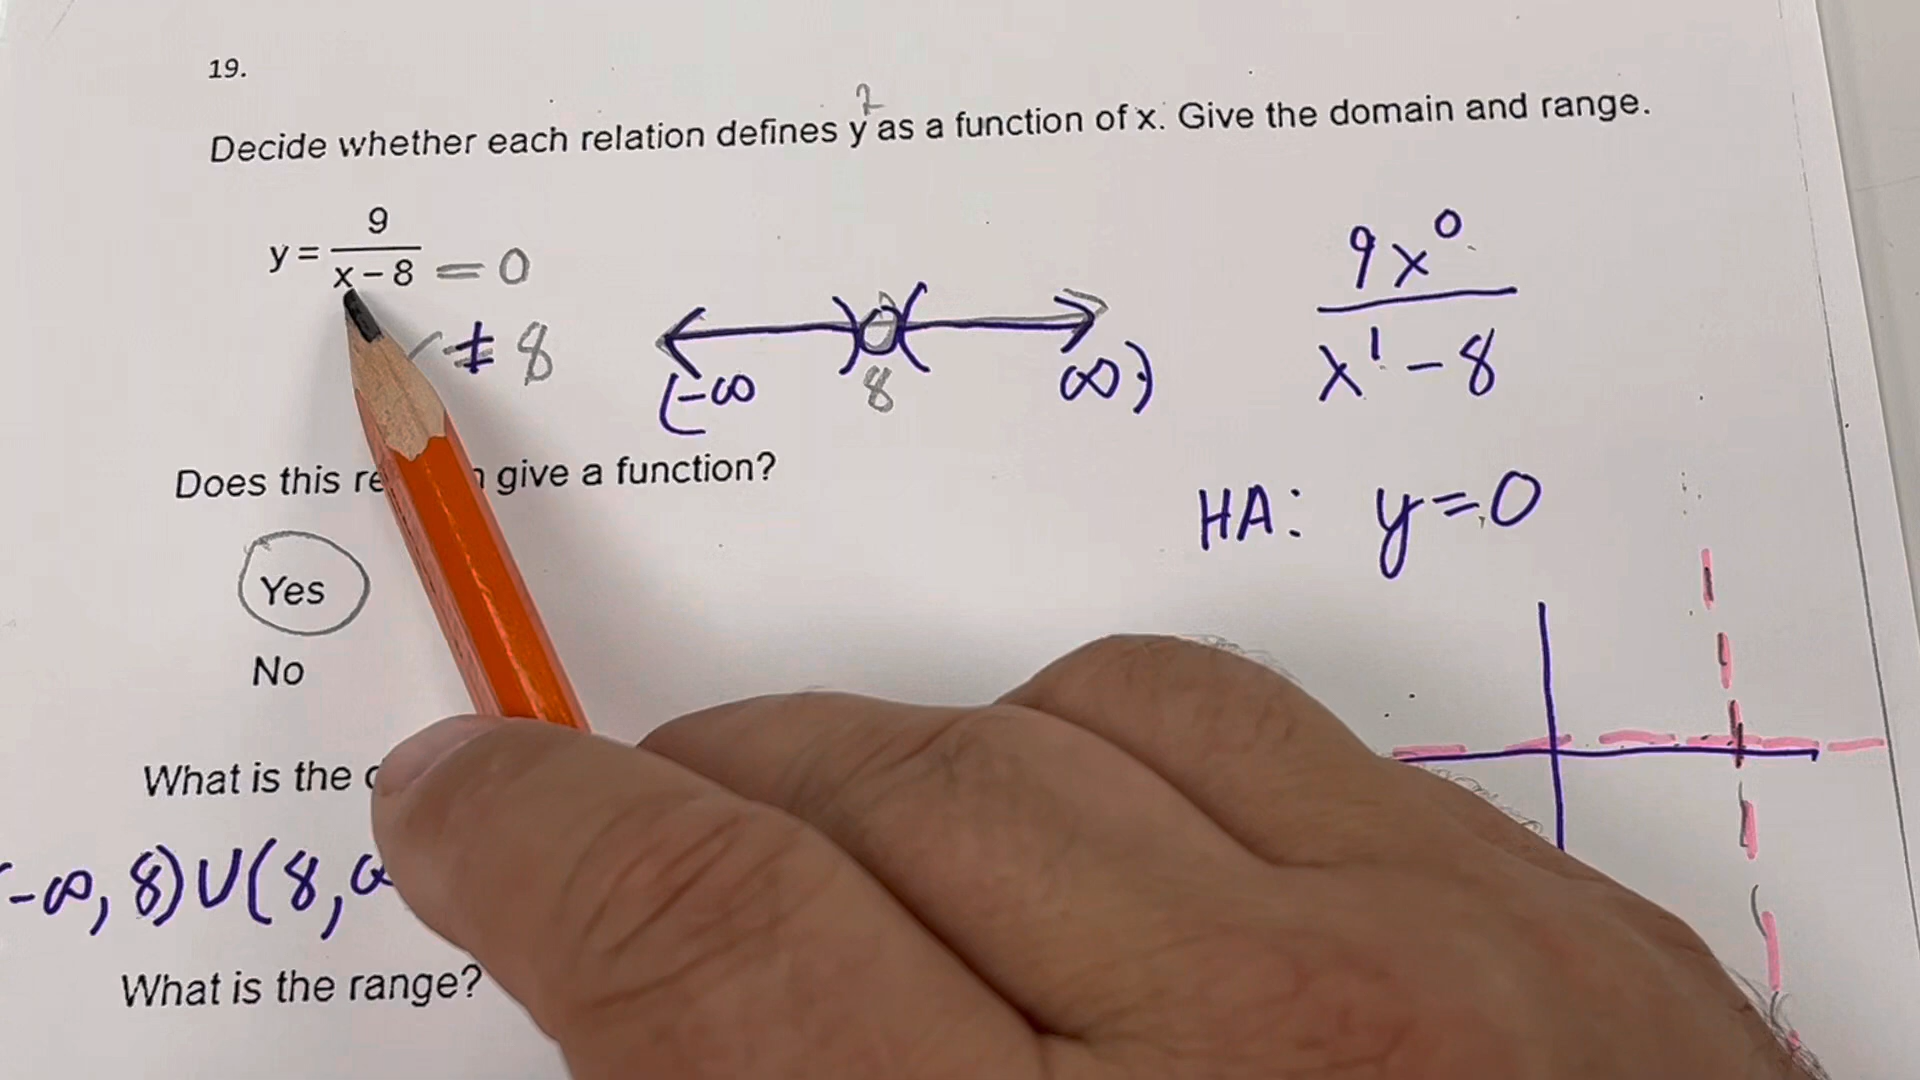 19.
Decide whether each relation defines y as a function of x. Give the domain and range.
y = 9 / x - 8 = 0
≠ 8
(-∞ 8 ∞)
9x⁰ / x¹ - 8
Does this give a function?
HA: y = 0
Yes
No
What is the
-∞, 8) ∪ (8,
What is the range?